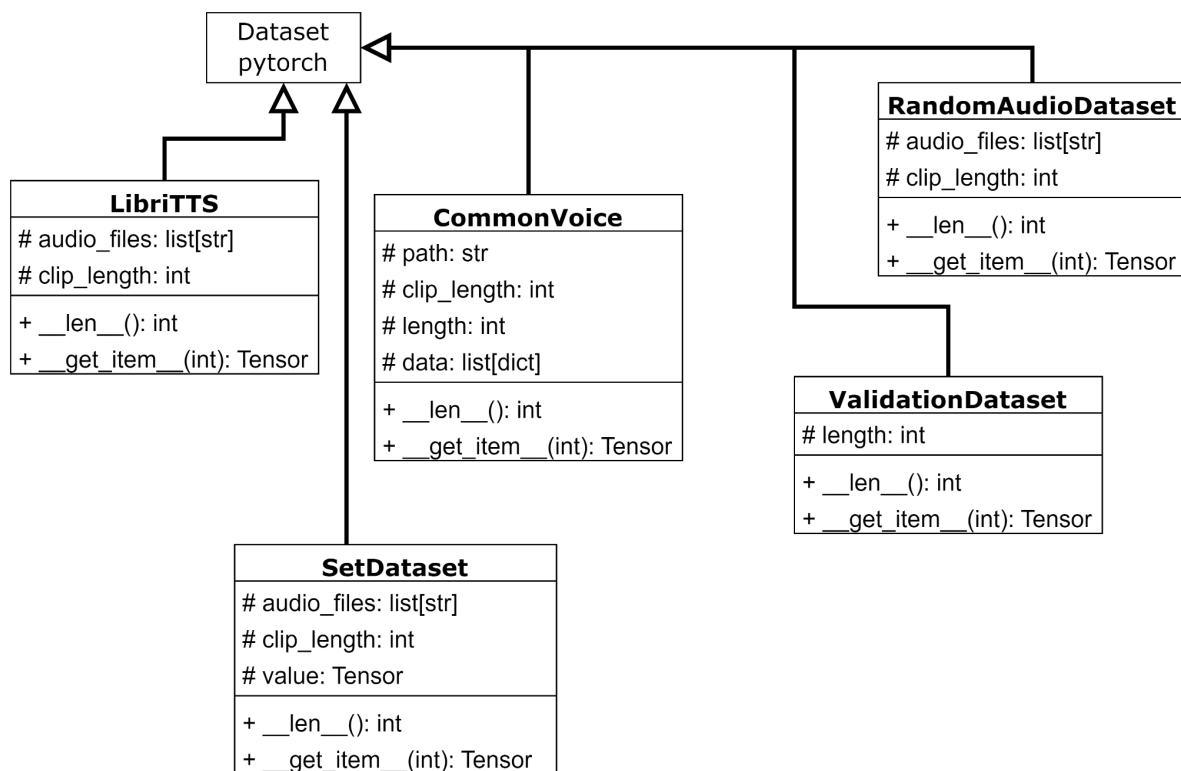 Dataset
pytorch
RandomAudioDataset
# audio_files: list[str]
# clip_length: int
+ __len__(): int
+ __get_item__(int): Tensor
LibriTTS
# audio_files: list[str]
# clip_length: int
+ __len__(): int
+ __get_item__(int): Tensor
CommonVoice
# path: str
# clip_length: int
# length: int
# data: list[dict]
+ __len__(): int
+ __get_item__(int): Tensor
ValidationDataset
# length: int
+ __len__(): int
+ __get_item__(int): Tensor
SetDataset
# audio_files: list[str]
# clip_length: int
# value: Tensor
+ __len__(): int
+ __get_item__(int): Tensor